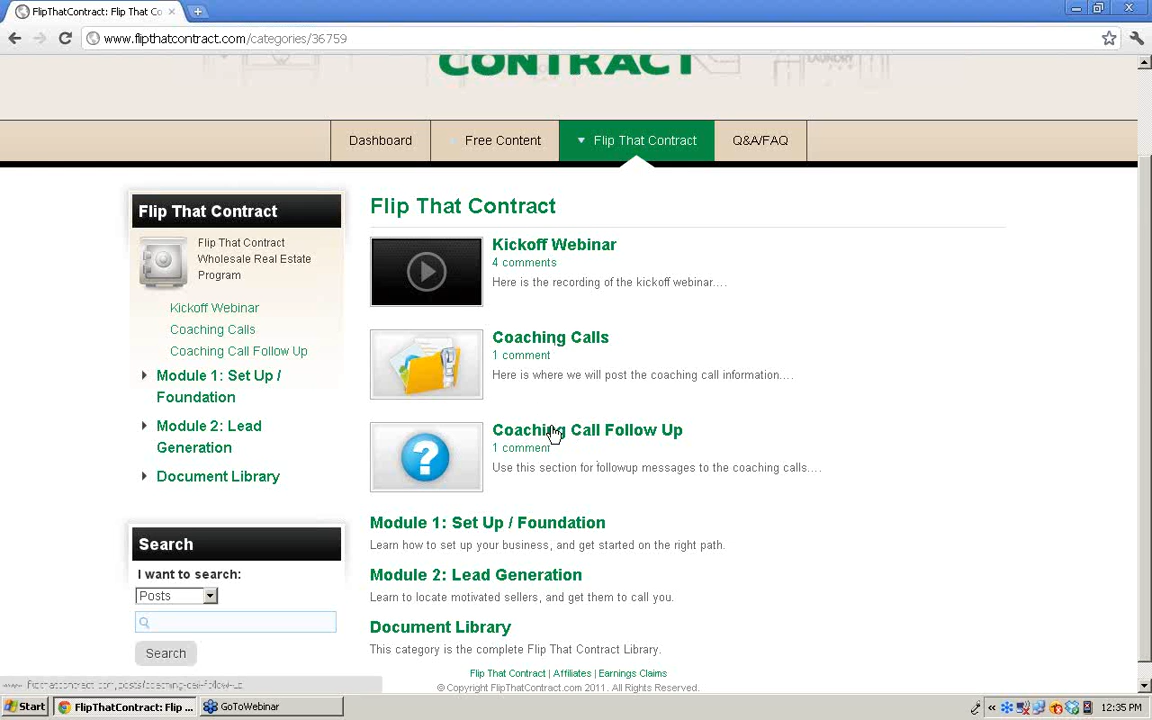 FlipThatContract: Flip That Co
www.flipthatcontract.com/categories/36759
CONTRACT
LAUNDRY
Dashboard
Free Content
Flip That Contract
Q&A/FAQ
Flip That Contract
Flip That Contract
Wholesale Real Estate
Program
Kickoff Webinar
Coaching Calls
Coaching Call Follow Up
Module 1: Set Up /
Foundation
Module 2: Lead
Generation
Document Library
Search
I want to search:
Posts
Search
Flip That Contract
Kickoff Webinar
4 comments
Here is the recording of the kickoff webinar....
Coaching Calls
1 comment
Here is where we will post the coaching call information....
Coaching Call Follow Up
1 comment
Use this section for followup messages to the coaching calls....
Module 1: Set Up / Foundation
Learn how to set up your business, and get started on the right path.
Module 2: Lead Generation
Learn to locate motivated sellers, and get them to call you.
Document Library
This category is the complete Flip That Contract Library.
Flip That Contract | Affiliates | Earnings Claims
© Copyright FlipThatContract.com 2011. All Rights Reserved.
Start
FlipThatContract: Flip ...
GoToWebinar
12:35 PM